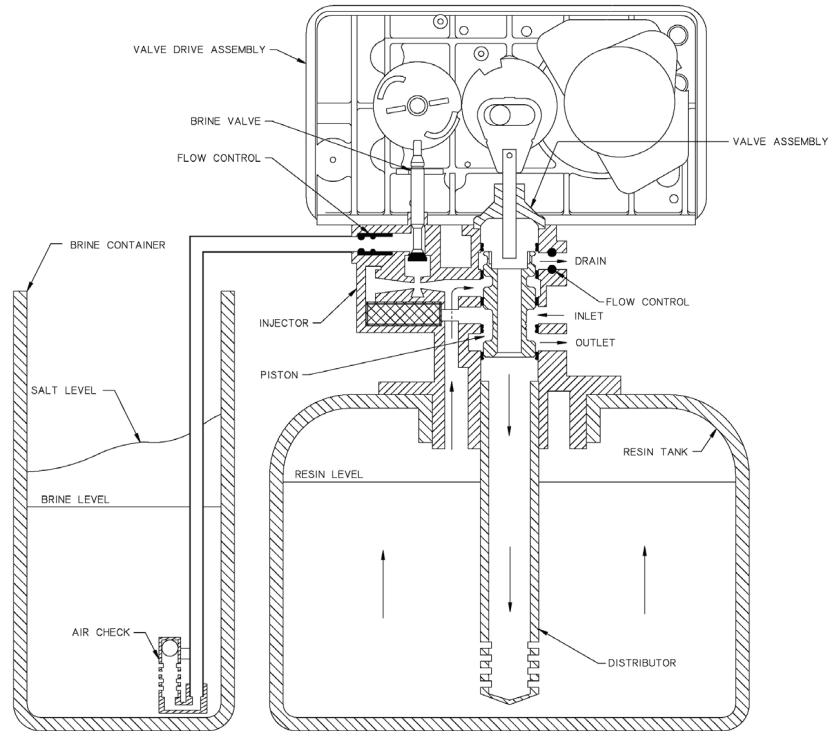 VALVE DRIVE ASSEMBLY
BRINE VALVE
VALVE ASSEMBLY
FLOW CONTROL
BRINE CONTAINER
DRAIN
FLOW CONTROL
INJECTOR
INLET
OUTLET
PISTON
SALT LEVEL
RESIN TANK
RESIN LEVEL
BRINE LEVEL
AIR CHECK
DISTRIBUTOR